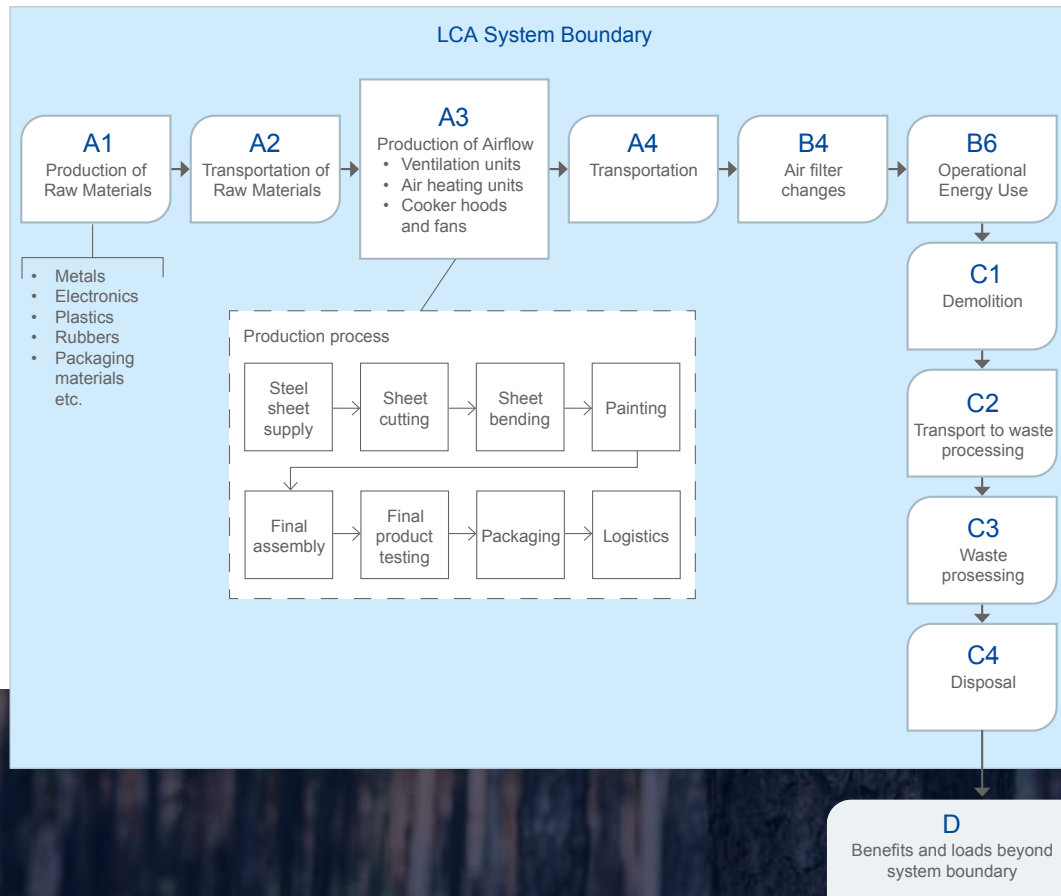 LCA System Boundary
A1
Production of
Raw Materials
A2
Transportation of
Raw Materials
A3
Production of Airflow
• Ventilation units
• Air heating units
• Cooker hoods
and fans
A4
Transportation
B4
Air filter
changes
B6
Operational
Energy Use
• Metals
• Electronics
• Plastics
• Rubbers
• Packaging
materials
etc.
Production process
Steel
sheet
supply
Sheet
cutting
Sheet
bending
Painting
Final
assembly
Final
product
testing
Packaging
Logistics
C1
Demolition
C2
Transport to waste
processing
C3
Waste
prosessing
C4
Disposal
D
Benefits and loads beyond
system boundary